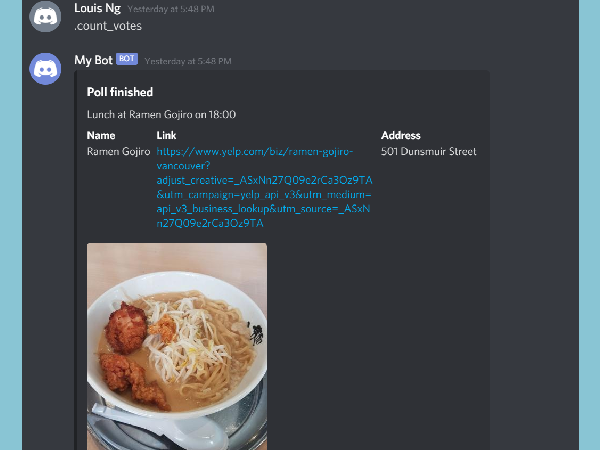 Louis Ng Yesterday at 5:48 PM
.count_votes
My Bot BOT Yesterday at 5:48 PM
Poll finished
Lunch at Ramen Gojiro on 18:00
Name Link Address
Ramen Gojiro https://www.yelp.com/biz/ramen-gojiro- 501 Dunsmuir Street
vancouver?
adjust_creative=_ASxNn27Q09e2rCa3Oz9TA
&utm_campaign=yelp_api_v3&utm_medium=
api_v3_business_lookup&utm_source=_ASxN
n27Q09e2rCa3Oz9TA